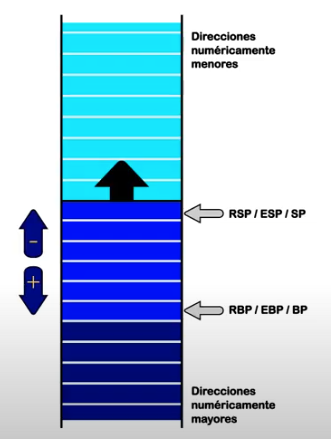 Direcciones
numéricamente
menores
RSP / ESP / SP
-
+
RBP / EBP / BP
Direcciones
numéricamente
mayores